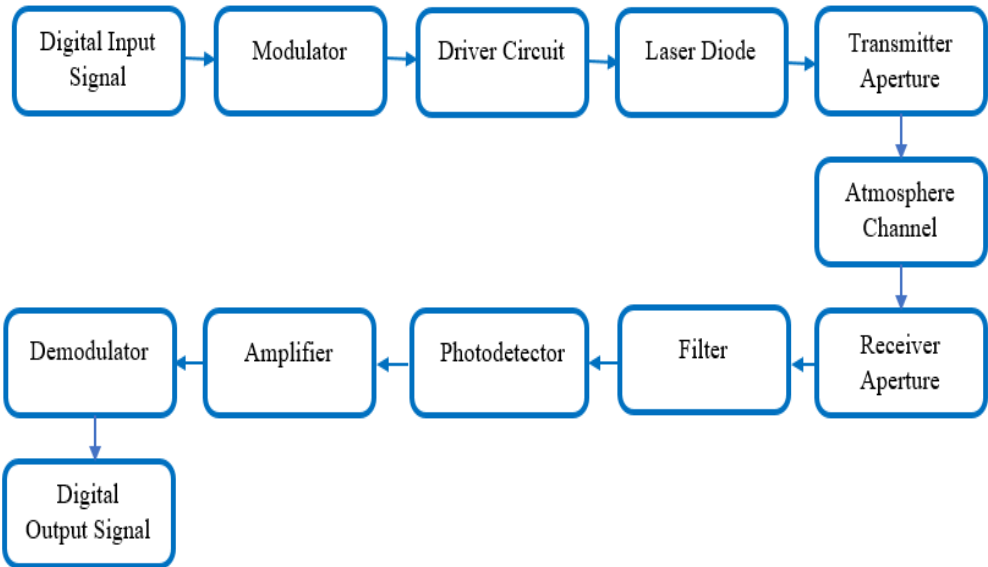 Digital Input
Signal
Modulator
Driver Circuit
Laser Diode
Transmitter
Aperture
Atmosphere
Channel
Receiver
Aperture
Filter
Photodetector
Amplifier
Demodulator
Digital
Output Signal